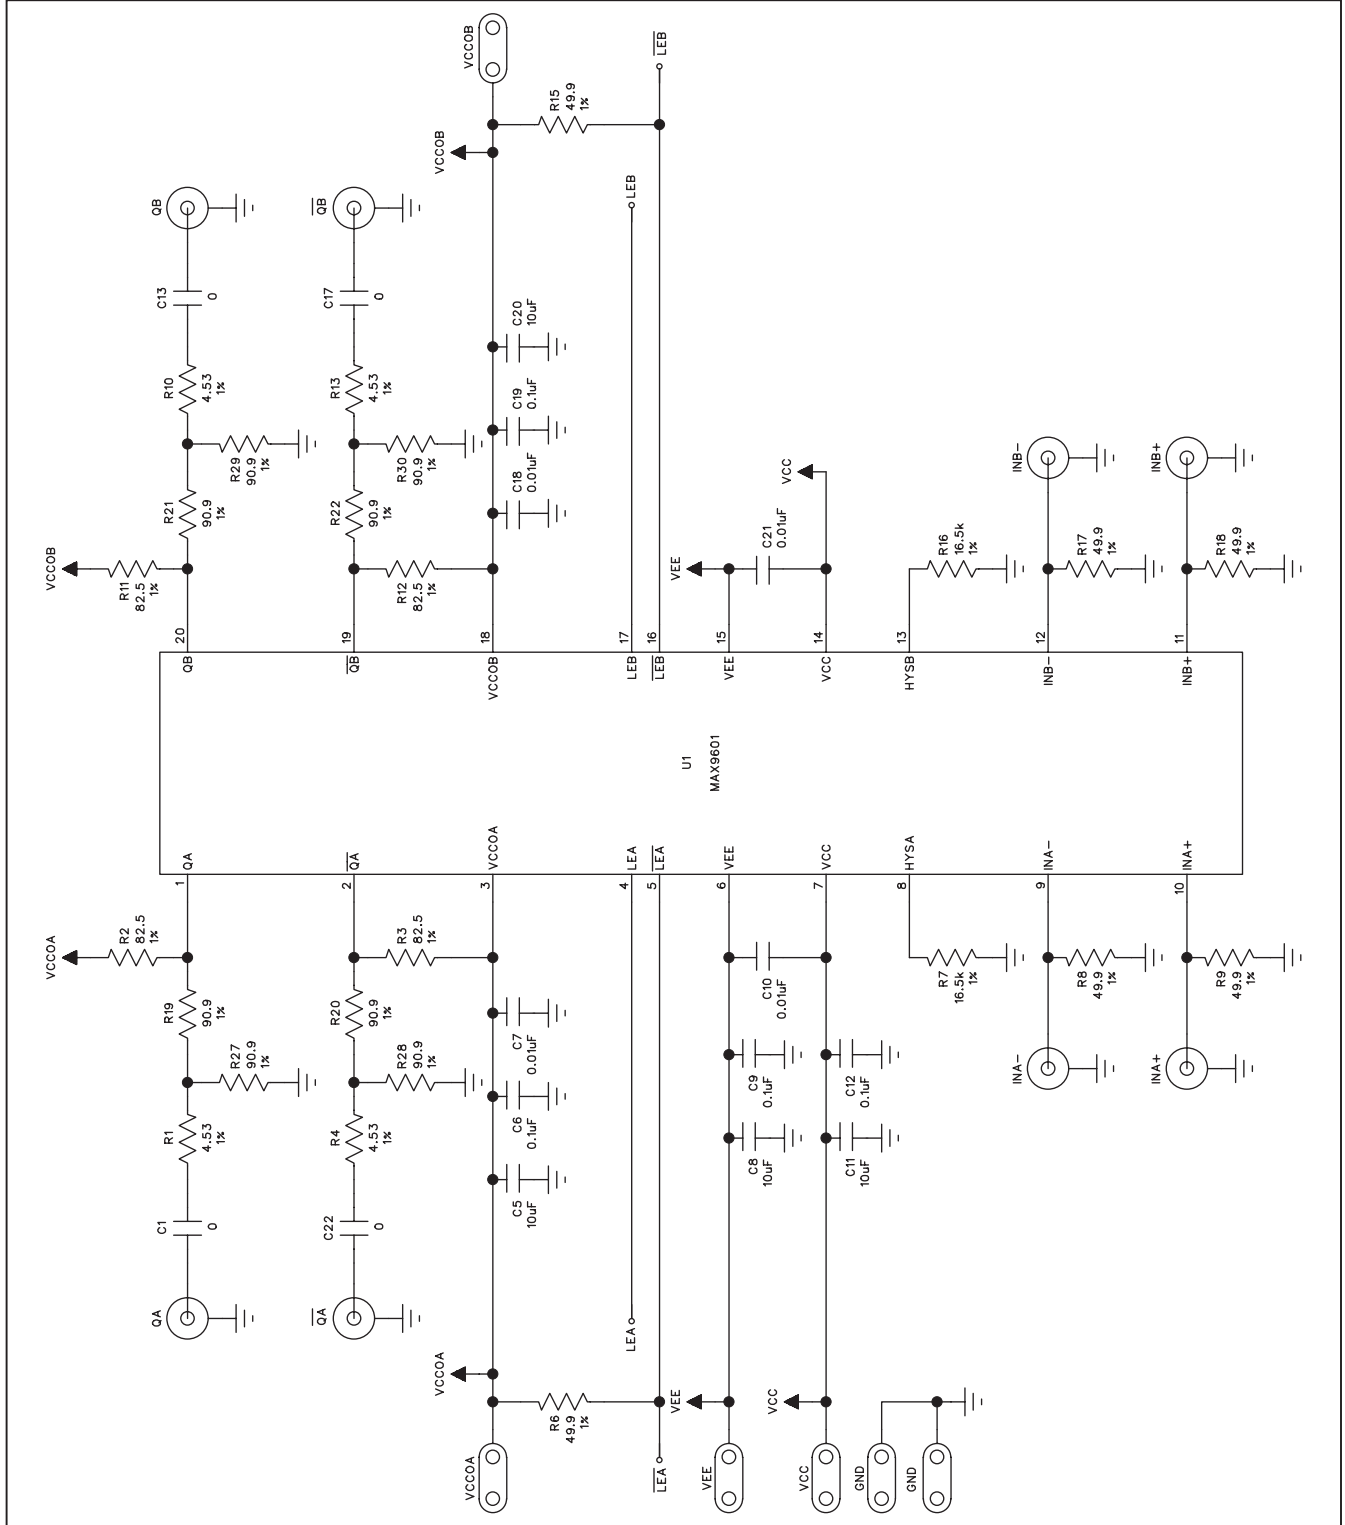 VCCOB
R15
49.9
1%
L̅E̅B̅
VCCOB
LEB
QB
Q̅B̅
C13
0
C17
0
C20
10uF
R10
4.53
1%
R13
4.53
1%
C19
0.1uF
R29
90.9
1%
R30
90.9
1%
C18
0.01uF
R21
90.9
1%
R22
90.9
1%
VCCOB
R11
82.5
1%
R12
82.5
1%
VCC
VEE
C21
0.01uF
INB-
INB+
R16
16.5k
1%
R17
49.9
1%
R18
49.9
1%
20
19
18
17
16
15
14
13
12
11
QB
Q̅B̅
VCCOB
LEB
L̅E̅B̅
VEE
VCC
HYSB
INB-
INB+
U1
MAX9601
QA
Q̅A̅
VCCOA
LEA
L̅E̅A̅
VEE
VCC
HYSA
INA-
INA+
1
2
3
4
5
6
7
8
9
10
VCCOA
R2
82.5
1%
R3
82.5
1%
R19
90.9
1%
R20
90.9
1%
C7
0.01uF
C10
0.01uF
R7
16.5k
1%
R8
49.9
1%
R9
49.9
1%
R27
90.9
1%
R28
90.9
1%
C6
0.1uF
C9
0.1uF
C12
0.1uF
INA-
INA+
R1
4.53
1%
R4
4.53
1%
C5
10uF
C8
10uF
C11
10uF
C1
0
C22
0
QA
Q̅A̅
LEA
VCCOA
R6
49.9
1%
VEE
VCC
VCCOA
L̅E̅A̅
VEE
VCC
GND
GND